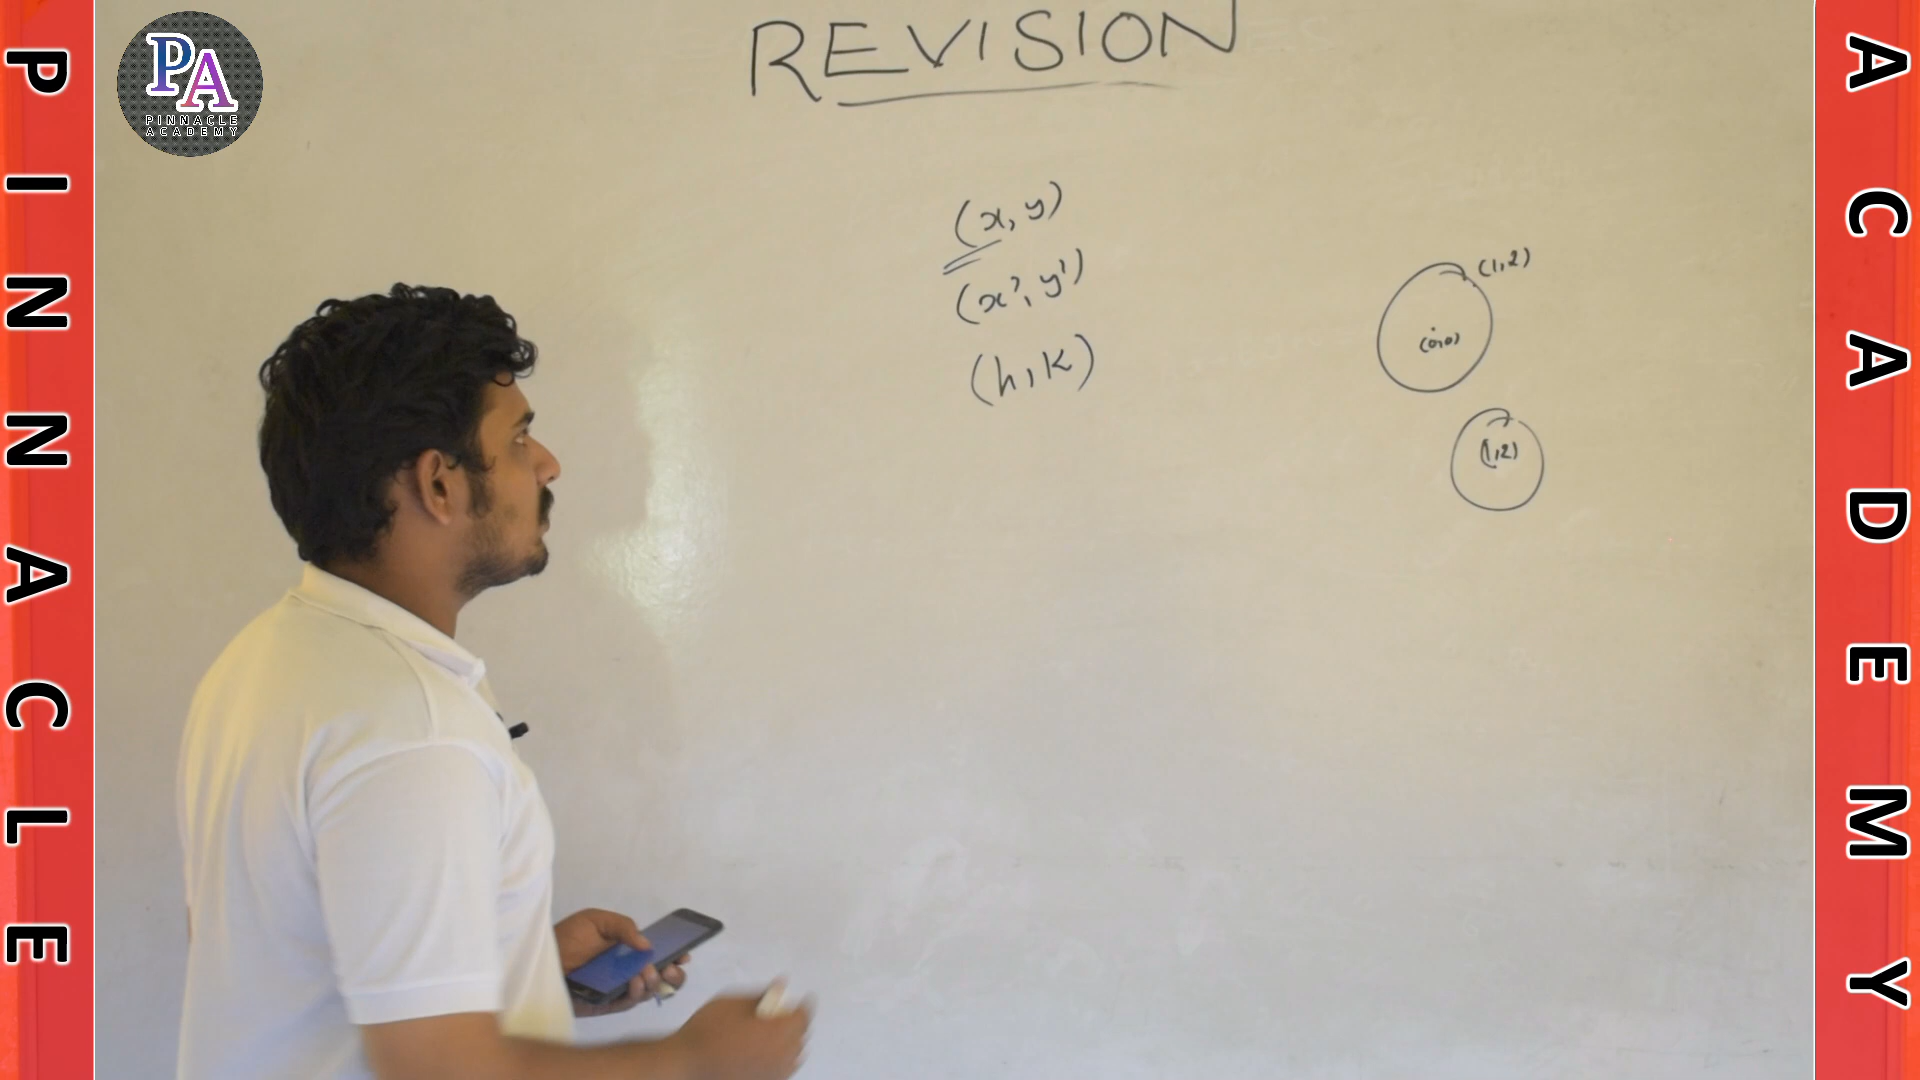 PINNACLE
PA
PINNACLE
ACADEMY
REVISION
(x, y)
(x', y')
(h, k)
(1,2)
(0,0)
(1,2)
ACADEMY